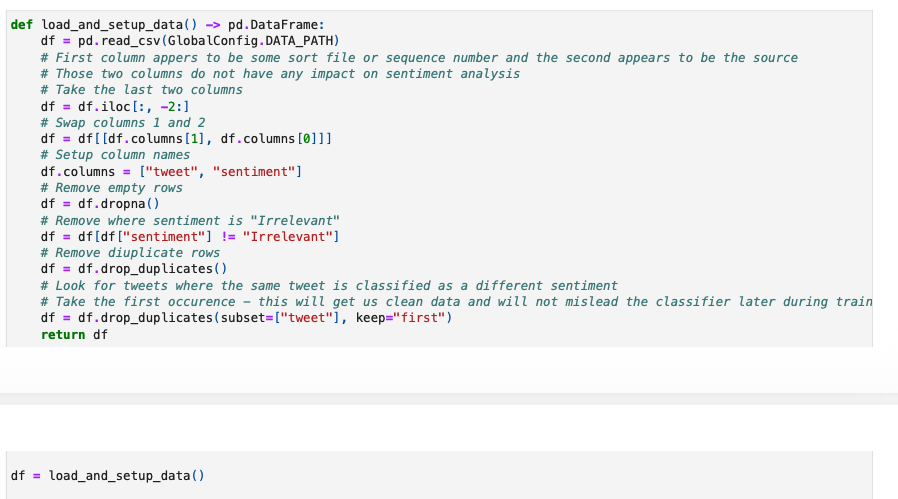 def load_and_setup_data() -> pd.DataFrame:
    df = pd.read_csv(GlobalConfig.DATA_PATH)
    # First column appers to be some sort file or sequence number and the second appears to be the source
    # Those two columns do not have any impact on sentiment analysis
    # Take the last two columns
    df = df.iloc[:, -2:]
    # Swap columns 1 and 2
    df = df[[df.columns[1], df.columns[0]]]
    # Setup column names
    df.columns = ["tweet", "sentiment"]
    # Remove empty rows
    df = df.dropna()
    # Remove where sentiment is "Irrelevant"
    df = df[df["sentiment"] != "Irrelevant"]
    # Remove diuplicate rows
    df = df.drop_duplicates()
    # Look for tweets where the same tweet is classified as a different sentiment
    # Take the first occurence – this will get us clean data and will not mislead the classifier later during train
    df = df.drop_duplicates(subset=["tweet"], keep="first")
    return df
df = load_and_setup_data()